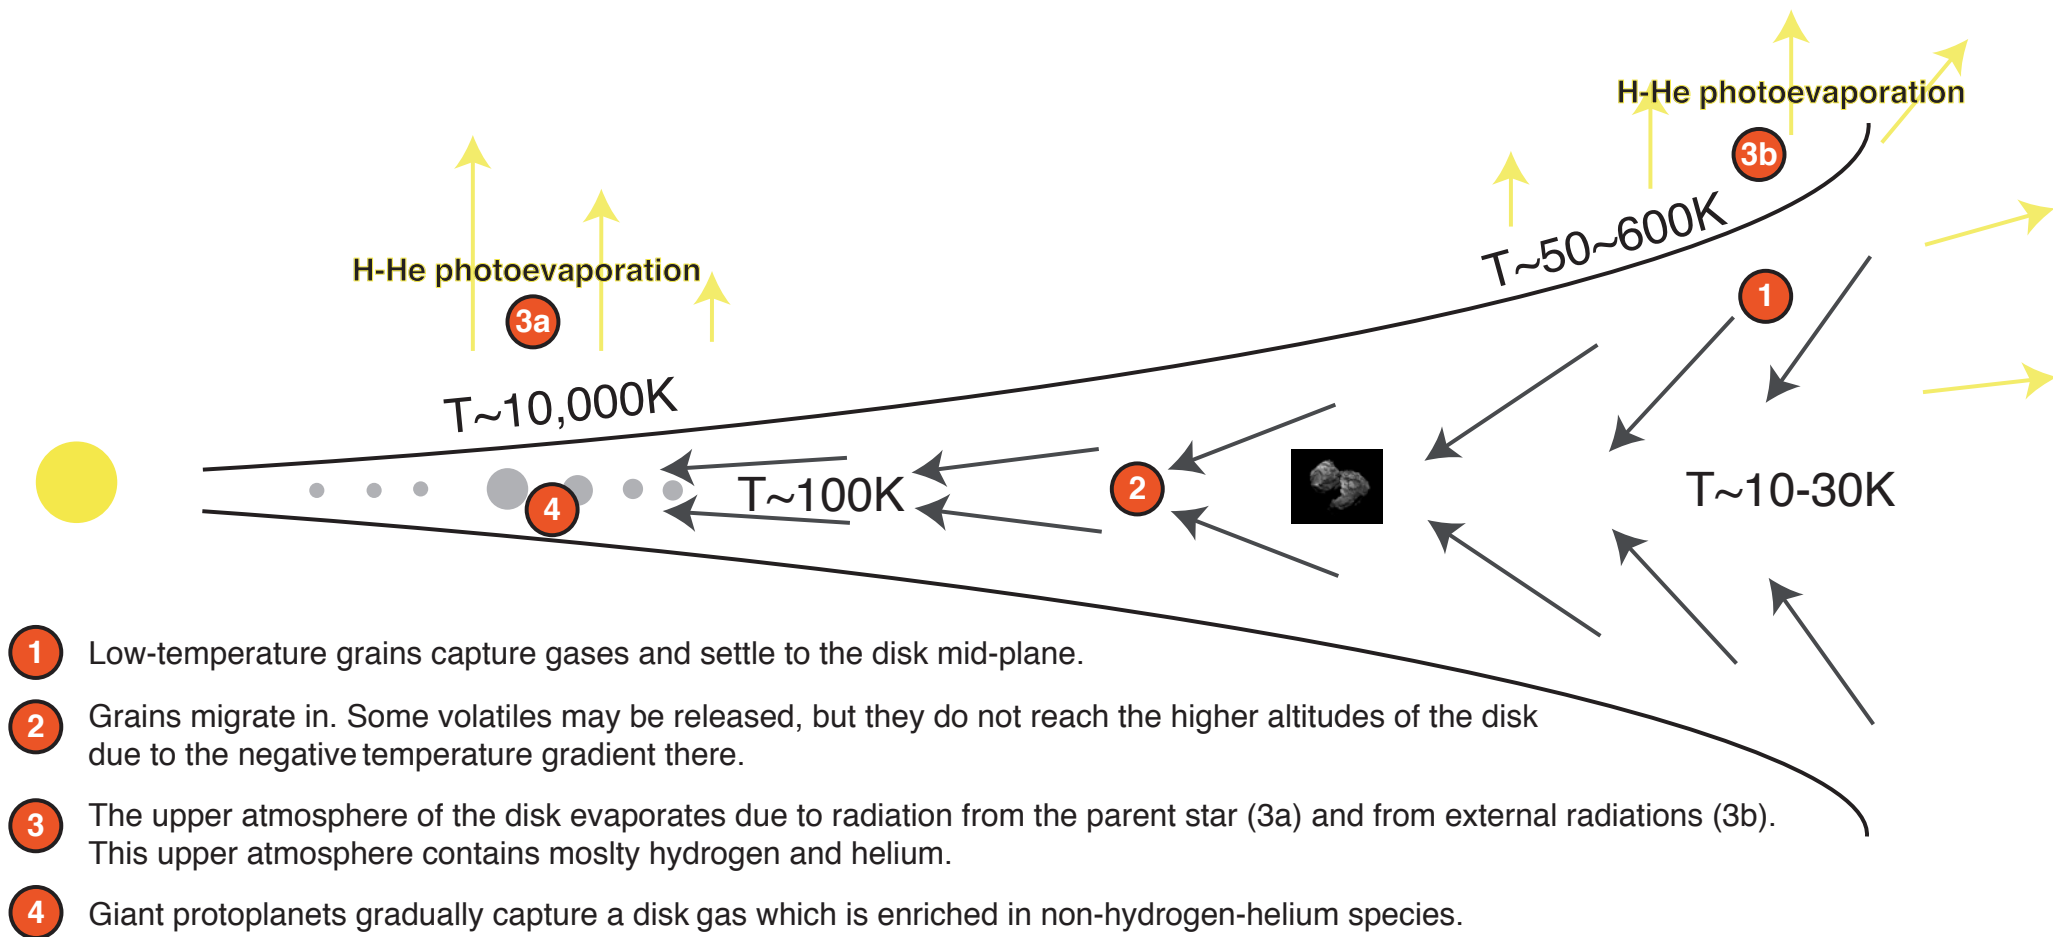 H-He photoevaporation
3b
T~50~600K
1
H-He photoevaporation
3a
T~10,000K
T~100K
2
T~10-30K
4
1 Low-temperature grains capture gases and settle to the disk mid-plane.
2 Grains migrate in. Some volatiles may be released, but they do not reach the higher altitudes of the disk
due to the negative temperature gradient there.
3 The upper atmosphere of the disk evaporates due to radiation from the parent star (3a) and from external radiations (3b).
This upper atmosphere contains moslty hydrogen and helium.
4 Giant protoplanets gradually capture a disk gas which is enriched in non-hydrogen-helium species.